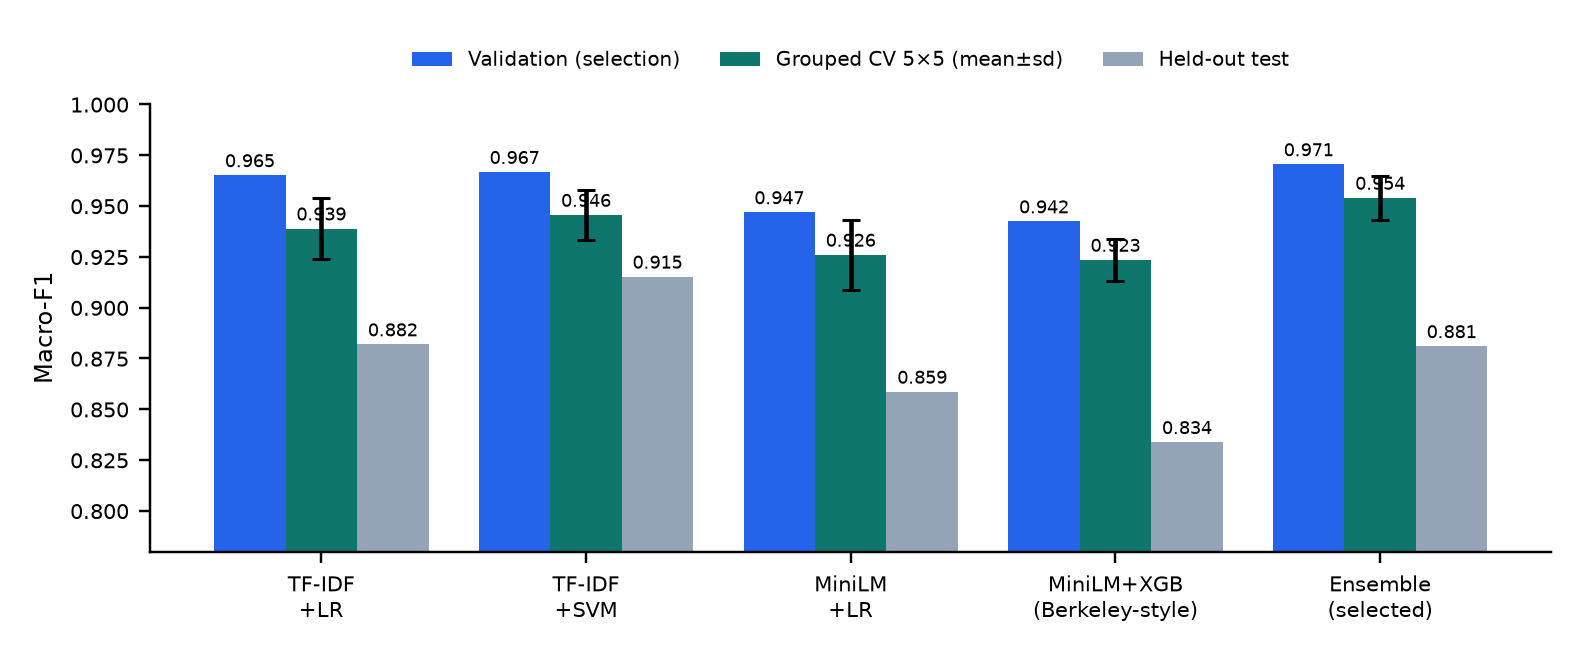 Validation (selection) Grouped CV 5×5 (mean±sd) Held-out test
Macro-F1
1.000
0.975
0.950
0.925
0.900
0.875
0.850
0.825
0.800
0.965
0.939
0.882
0.967
0.946
0.915
0.947
0.926
0.859
0.942
0.923
0.834
0.971
0.954
0.881
TF-IDF
+LR
TF-IDF
+SVM
MiniLM
+LR
MiniLM+XGB
(Berkeley-style)
Ensemble
(selected)